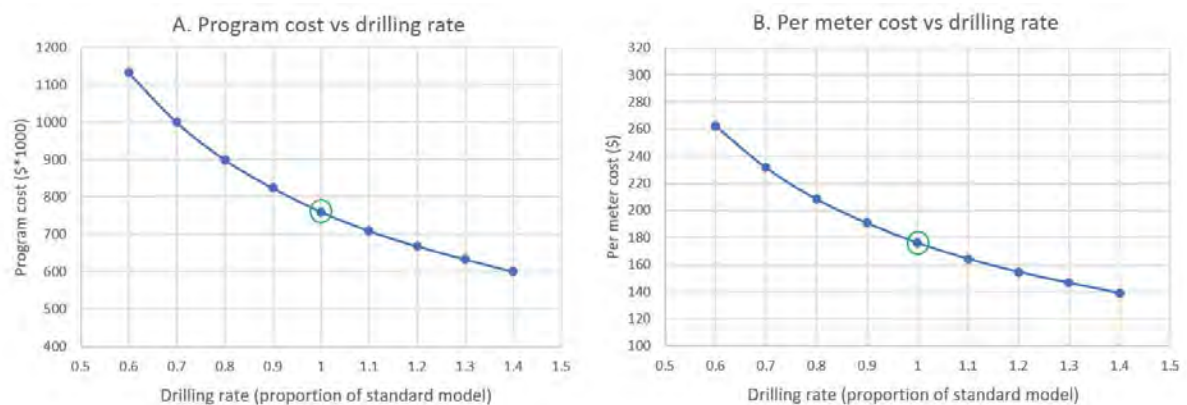 A. Program cost vs drilling rate
1200
1100
1000
900
800
700
600
500
400
Program cost ($*1000)
0.5 0.6 0.7 0.8 0.9 1 1.1 1.2 1.3 1.4 1.5
Drilling rate (proportion of standard model)
B. Per meter cost vs drilling rate
320
300
280
260
240
220
200
180
160
140
120
100
Per meter cost ($)
0.5 0.6 0.7 0.8 0.9 1 1.1 1.2 1.3 1.4 1.5
Drilling rate (proportion of standard model)